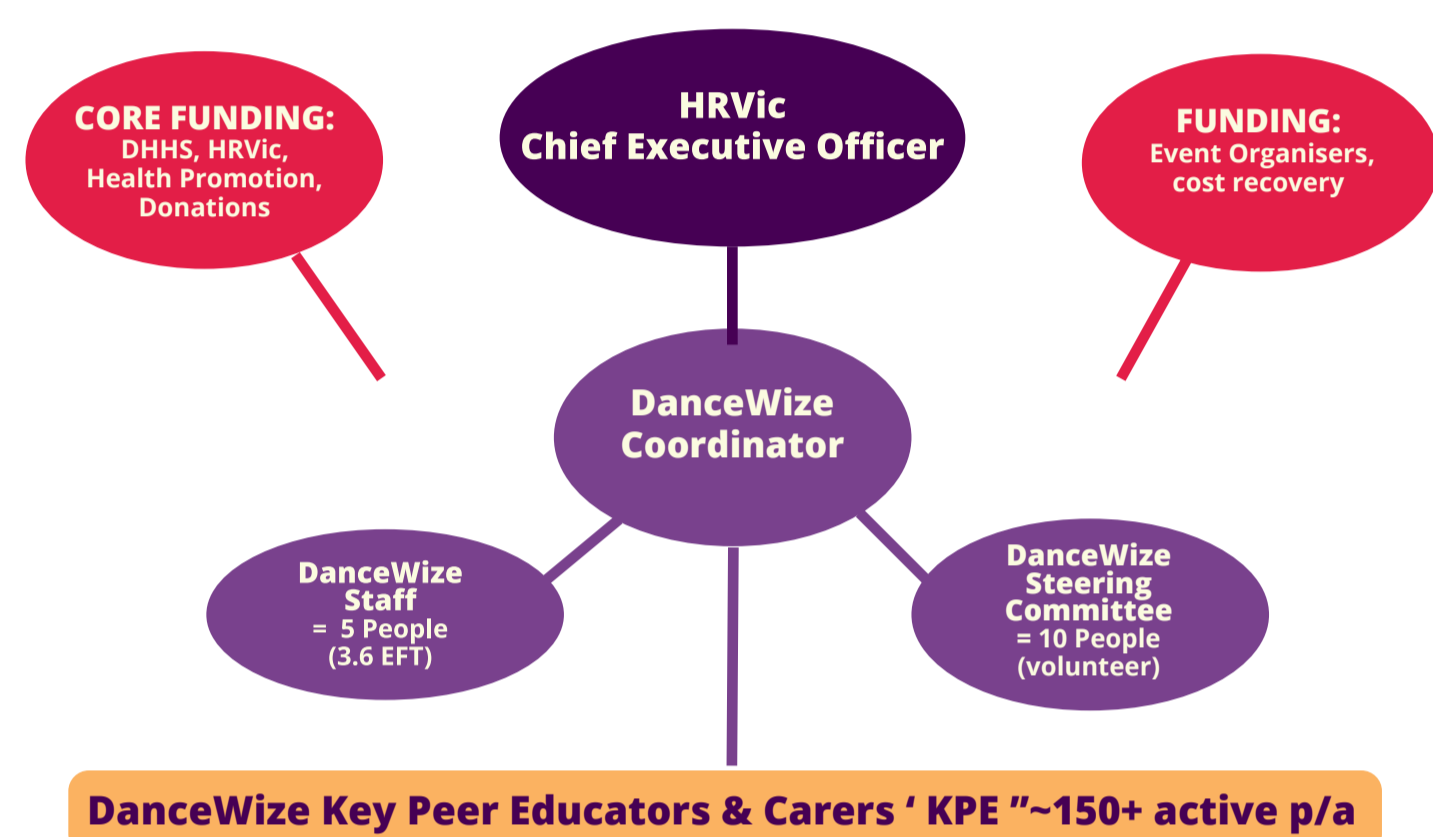 CORE FUNDING:
DHHS, HRVic,
Health Promotion,
Donations
HRVic
Chief Executive Officer
FUNDING:
Event Organisers,
cost recovery
DanceWize
Coordinator
DanceWize
Staff
= 5 People
(3.6 EFT)
DanceWize
Steering
Committee
= 10 People
(volunteer)
DanceWize Key Peer Educators & Carers ‘ KPE ”~150+ active p/a